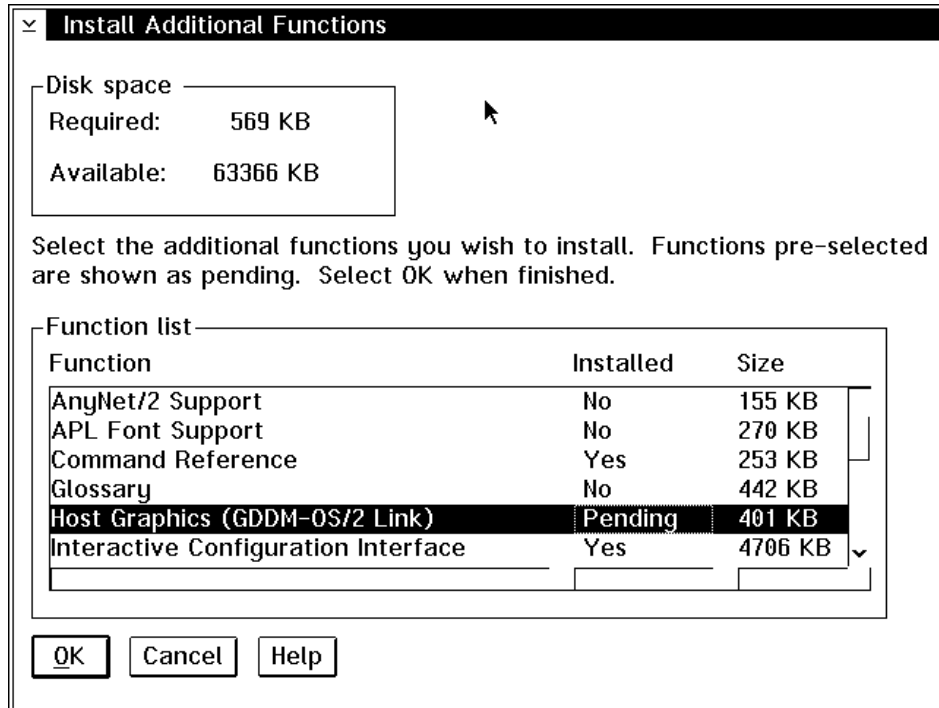 Install Additional Functions
Disk space
Required: 569 KB
Available: 63366 KB
Select the additional functions you wish to install. Functions pre-selected
are shown as pending. Select OK when finished.
Function list
Function Installed Size
AnyNet/2 Support No 155 KB
APL Font Support No 270 KB
Command Reference Yes 253 KB
Glossary No 442 KB
Host Graphics (GDDM-OS/2 Link) Pending 401 KB
Interactive Configuration Interface Yes 4706 KB
OK Cancel Help